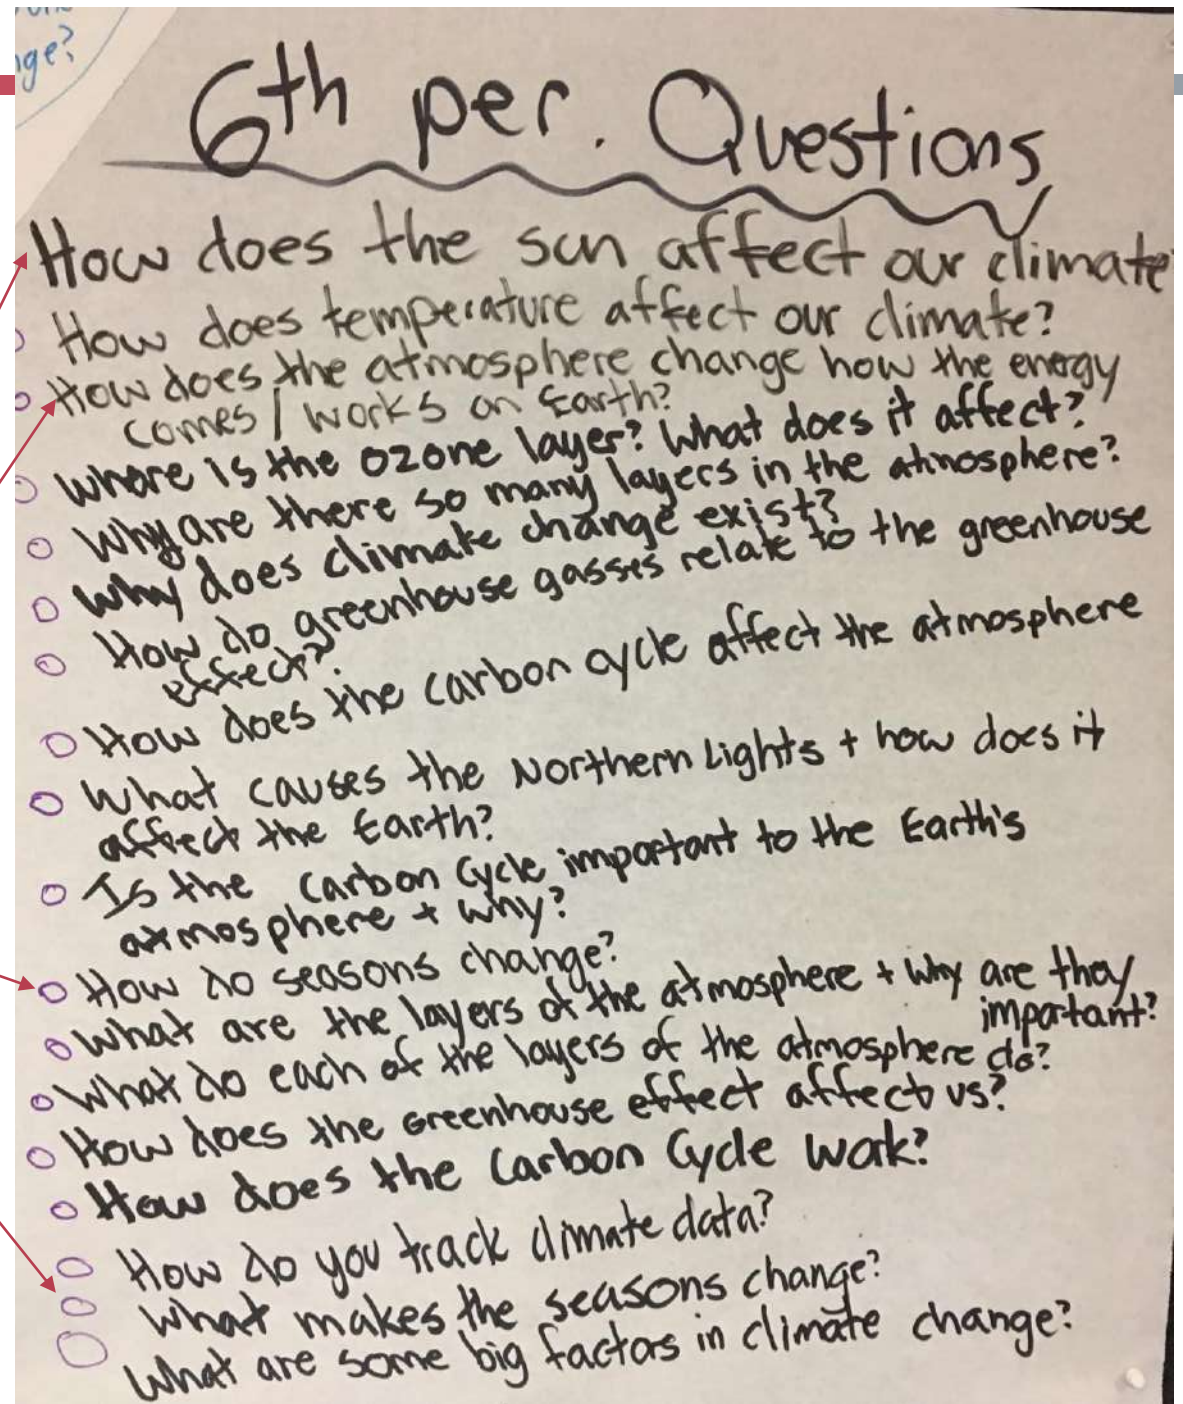 nge?
6th per. Questions
How does the sun affect our climate
How does temperature affect our climate?
How does the atmosphere change how the energy
comes / works on Earth?
Where is the ozone layer? What does it affect?
Why are there so many layers in the atmosphere?
Why does climate change exist?
How do greenhouse gasses relate to the greenhouse
effect?
How does the carbon cycle affect the atmosphere
What causes the Northern Lights + how does it
affect the Earth?
Is the Carbon Cycle important to the Earth's
atmosphere + why?
How do seasons change?
What are the layers of the atmosphere + why are they
important?
What do each of the layers of the atmosphere do?
How does the Greenhouse effect affect us?
How does the Carbon Cycle work?
How do you track climate data?
What makes the seasons change?
What are some big factors in climate change?